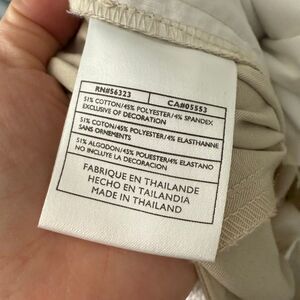 RN#56323 CA#05553
51% COTTON/45% POLYESTER/4% SPANDEX
EXCLUSIVE OF DECORATION
51% COTON/45% POLYESTER/4% ELASTHANNE
SANS ORNEMENTS
51% ALGODON/45% POLIESTER/4% ELASTANO
NO INCLUYE LA DECORACION
FABRIQUE EN THAILANDE
HECHO EN TAILANDIA
MADE IN THAILAND